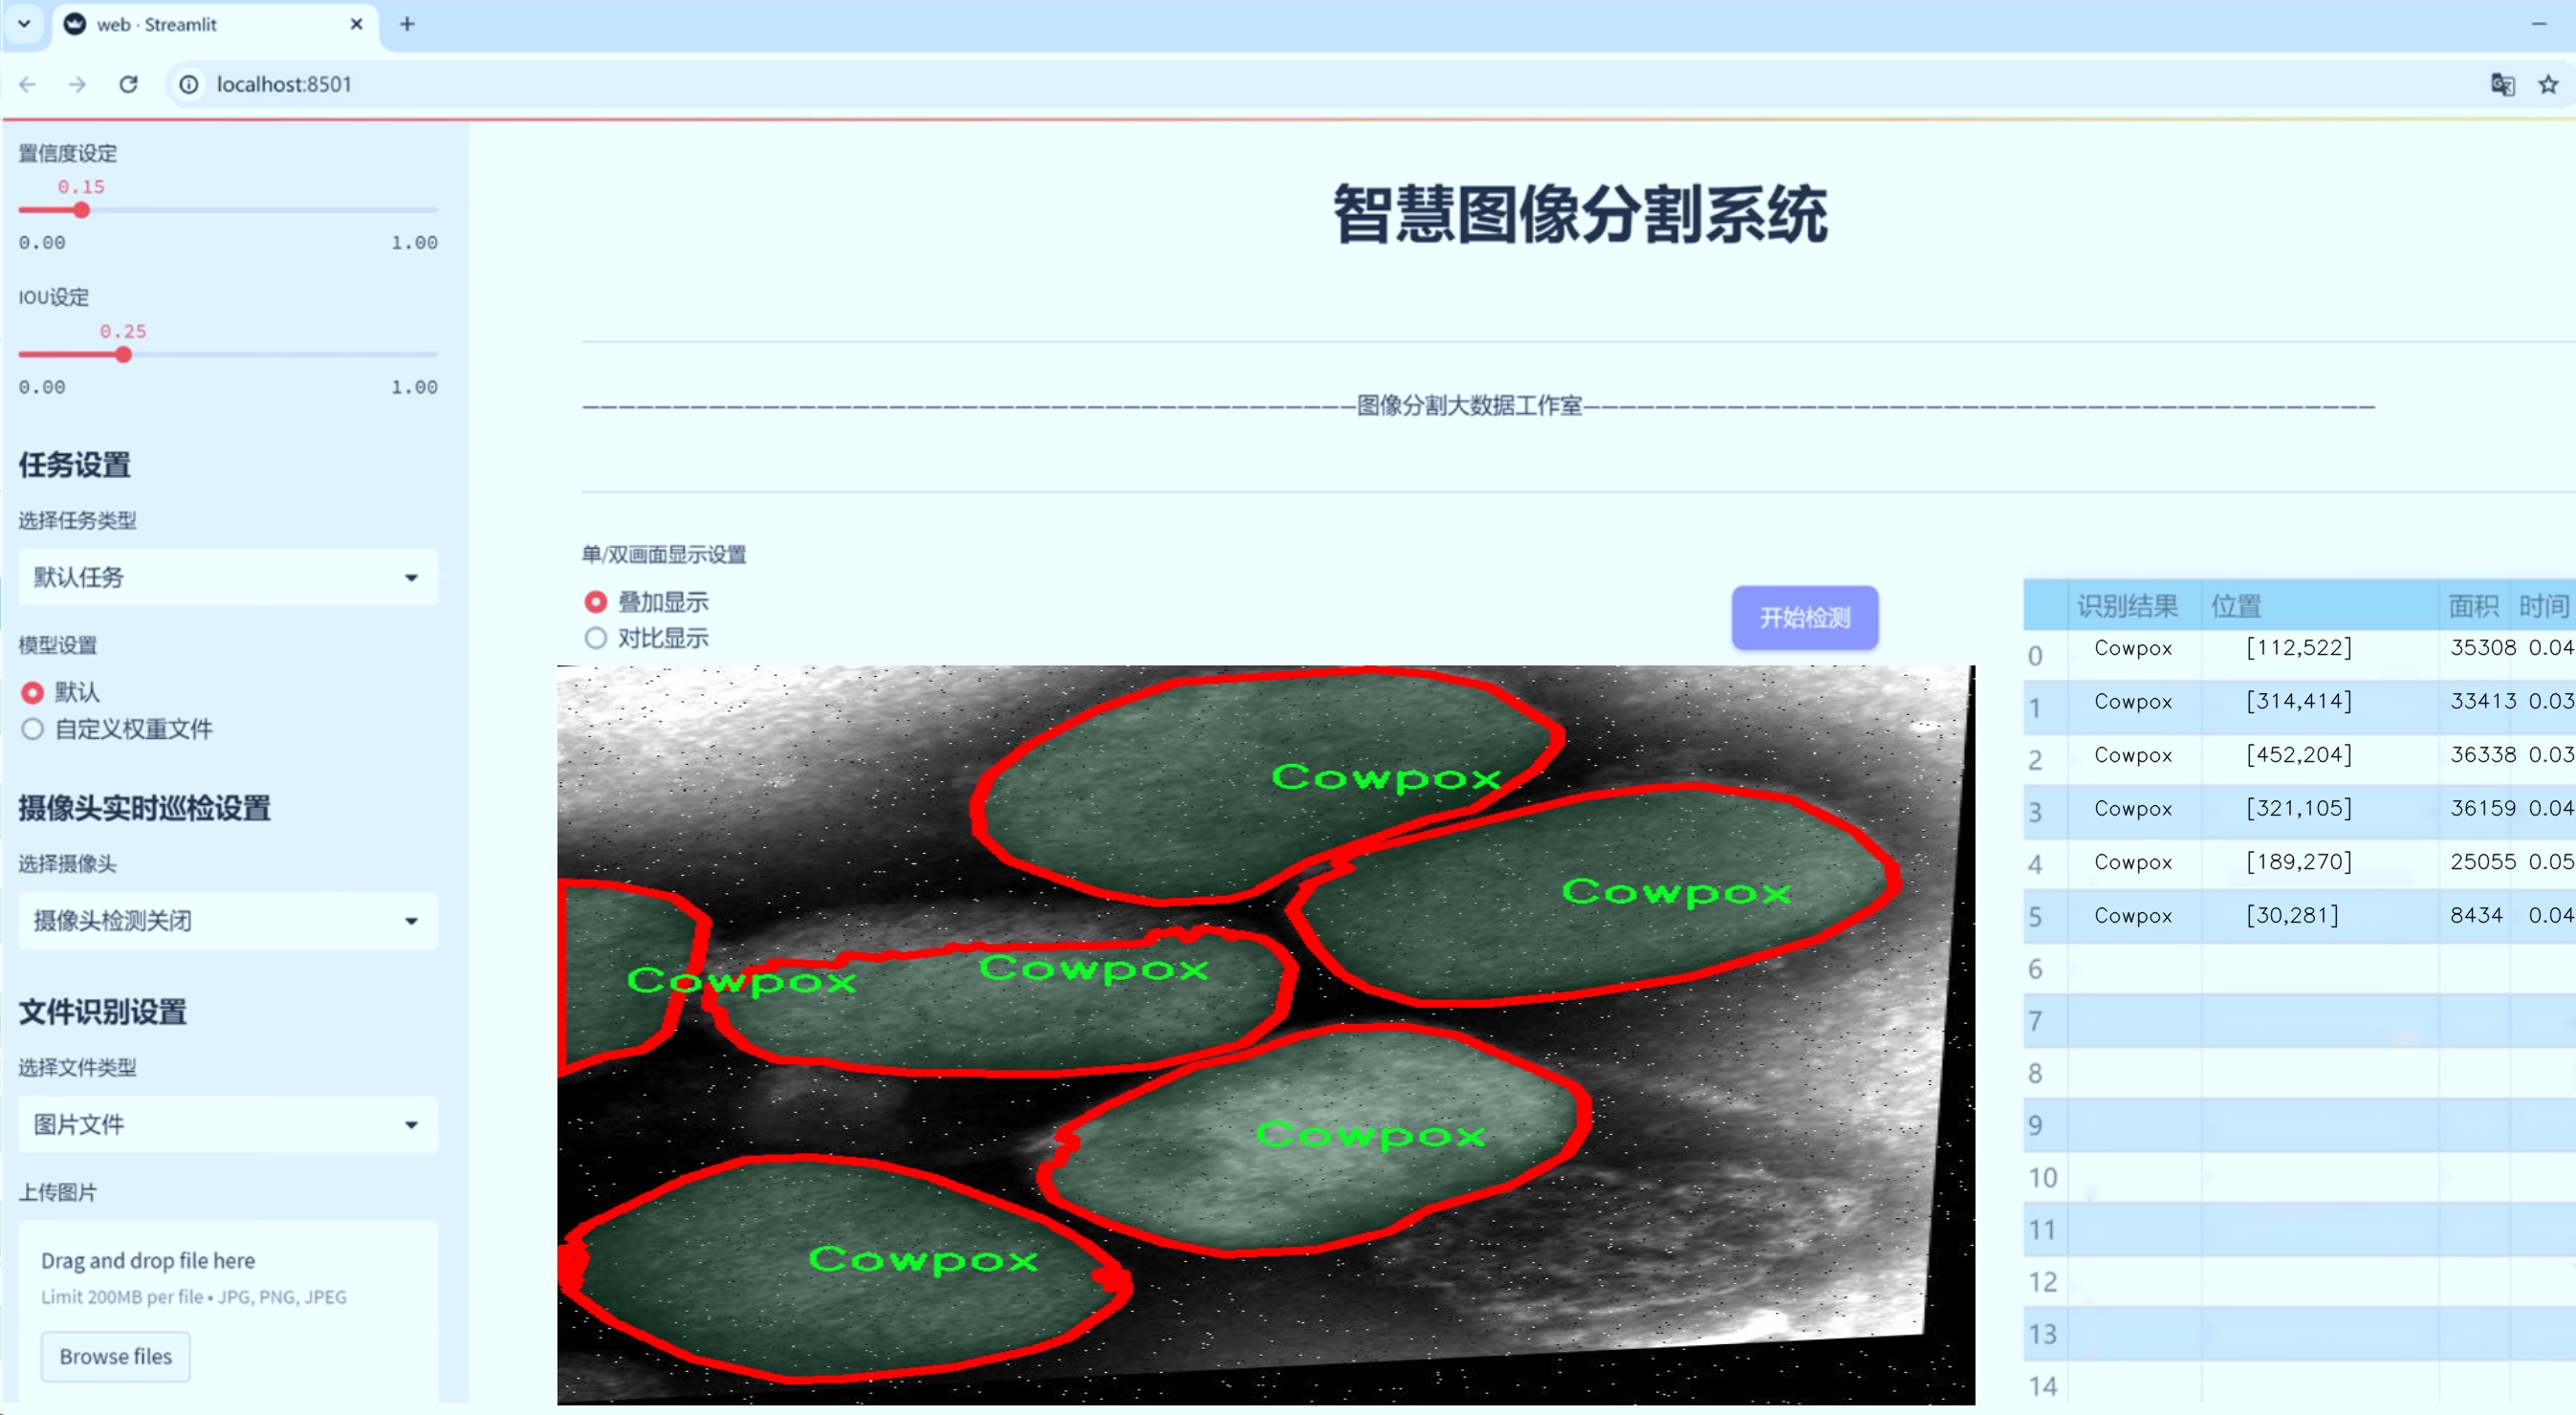 web · Streamlit
localhost:8501
置信度设定
0.15
0.00 1.00
IOU设定
0.25
0.00 1.00
任务设置
选择任务类型
默认任务
模型设置
默认
自定义权重文件
摄像头实时巡检设置
选择摄像头
摄像头检测关闭
文件识别设置
选择文件类型
图片文件
上传图片
Drag and drop file here
Limit 200MB per file • JPG, PNG, JPEG
Browse files
智慧图像分割系统
图像分割大数据工作室
单/双画面显示设置
叠加显示
对比显示
开始检测
Cowpox
Cowpox
Cowpox
Cowpox
Cowpox
Cowpox
识别结果 位置 面积 时间
0 Cowpox [112,522] 35308 0.04
1 Cowpox [314,414] 33413 0.03
2 Cowpox [452,204] 36338 0.03
3 Cowpox [321,105] 36159 0.04
4 Cowpox [189,270] 25055 0.05
5 Cowpox [30,281] 8434 0.04
6
7
8
9
10
11
12
13
14